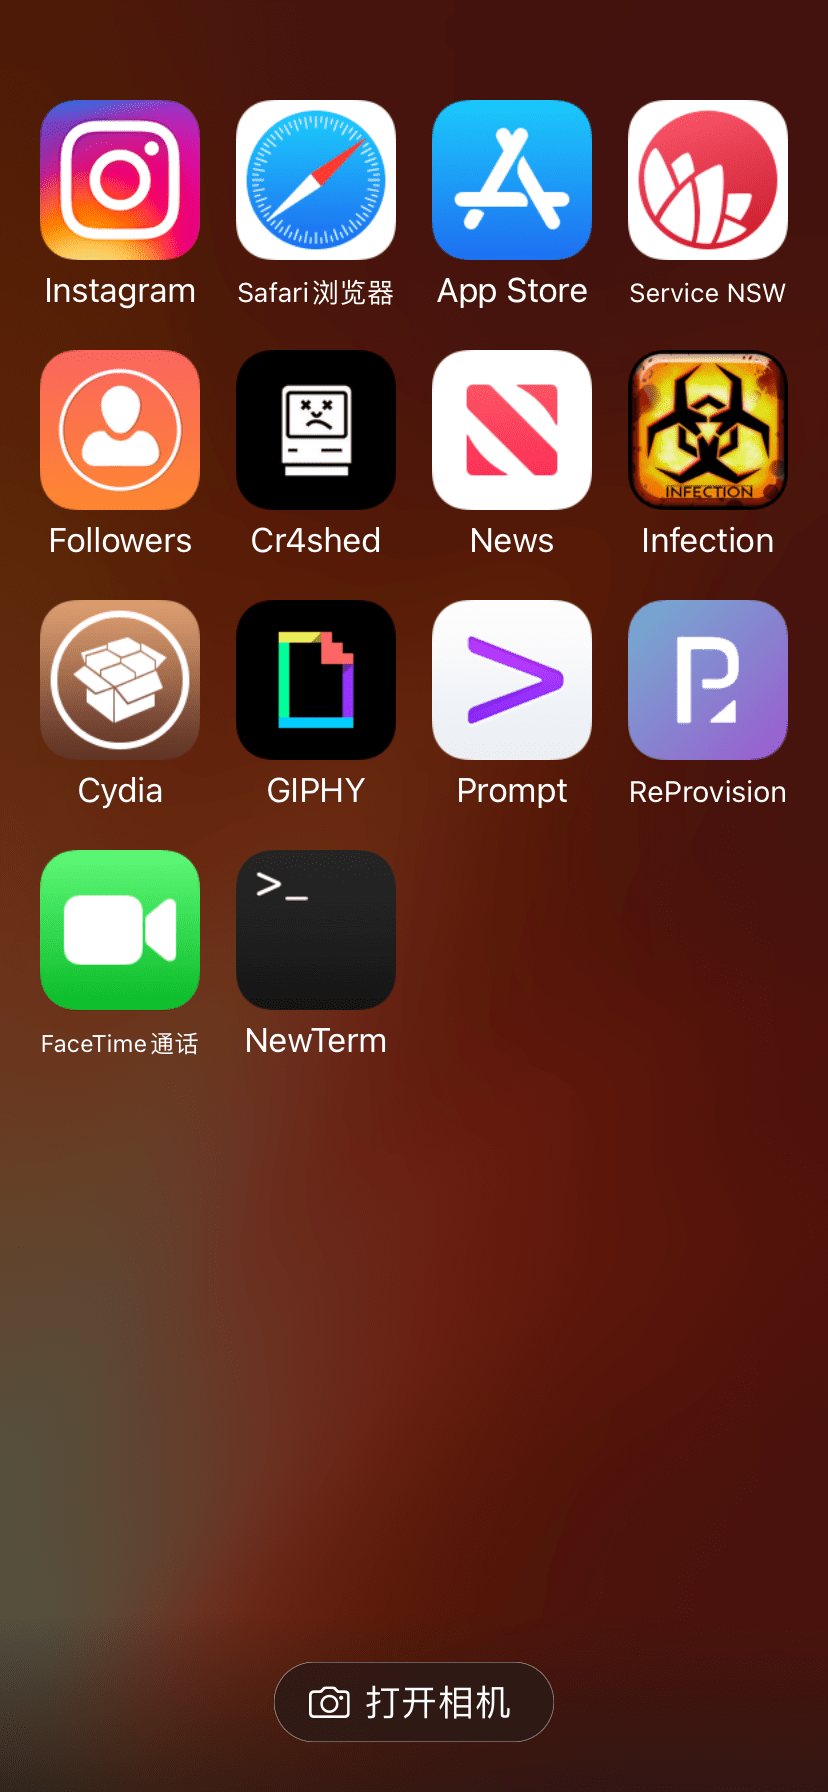 Instagram
Safari浏览器
App Store
Service NSW
INFECTION
Followers
Cr4shed
News
Infection
Cydia
GIPHY
Prompt
ReProvision
>_
FaceTime通话
NewTerm
打开相机